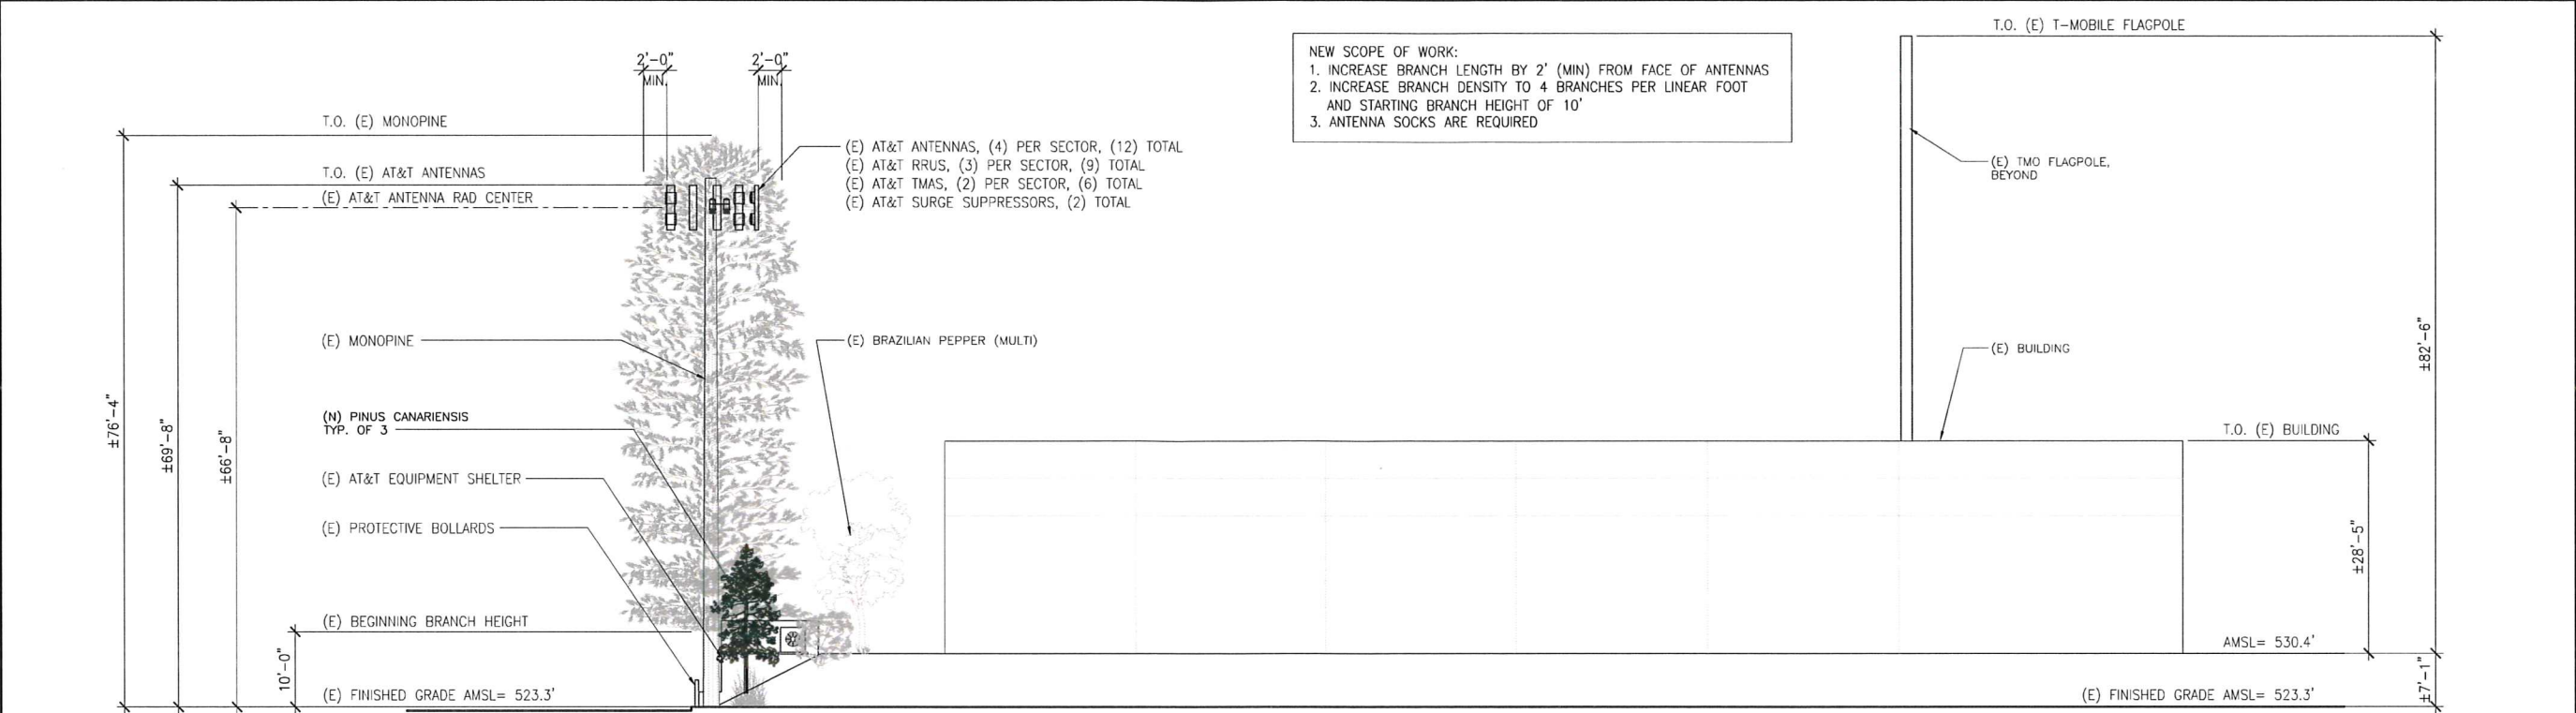 T.O. (E) T-MOBILE FLAGPOLE
NEW SCOPE OF WORK:
1. INCREASE BRANCH LENGTH BY 2' (MIN) FROM FACE OF ANTENNAS
2. INCREASE BRANCH DENSITY TO 4 BRANCHES PER LINEAR FOOT
AND STARTING BRANCH HEIGHT OF 10'
3. ANTENNA SOCKS ARE REQUIRED
2'-0"
MIN.
2'-0"
MIN.
T.O. (E) MONOPINE
T.O. (E) AT&T ANTENNAS
(E) AT&T ANTENNA RAD CENTER
(E) AT&T ANTENNAS, (4) PER SECTOR, (12) TOTAL
(E) AT&T RRUS, (3) PER SECTOR, (9) TOTAL
(E) AT&T TMAS, (2) PER SECTOR, (6) TOTAL
(E) AT&T SURGE SUPPRESSORS, (2) TOTAL
(E) TMO FLAGPOLE,
BEYOND
(E) MONOPINE
(E) BRAZILIAN PEPPER (MULTI)
(E) BUILDING
±82'-6"
±76'-4"
±69'-8"
±66'-8"
(N) PINUS CANARIENSIS
TYP. OF 3
T.O. (E) BUILDING
(E) AT&T EQUIPMENT SHELTER
(E) PROTECTIVE BOLLARDS
±28'-5"
(E) BEGINNING BRANCH HEIGHT
AMSL= 530.4'
10'-0"
±7'-1"
(E) FINISHED GRADE AMSL= 523.3'
(E) FINISHED GRADE AMSL= 523.3'